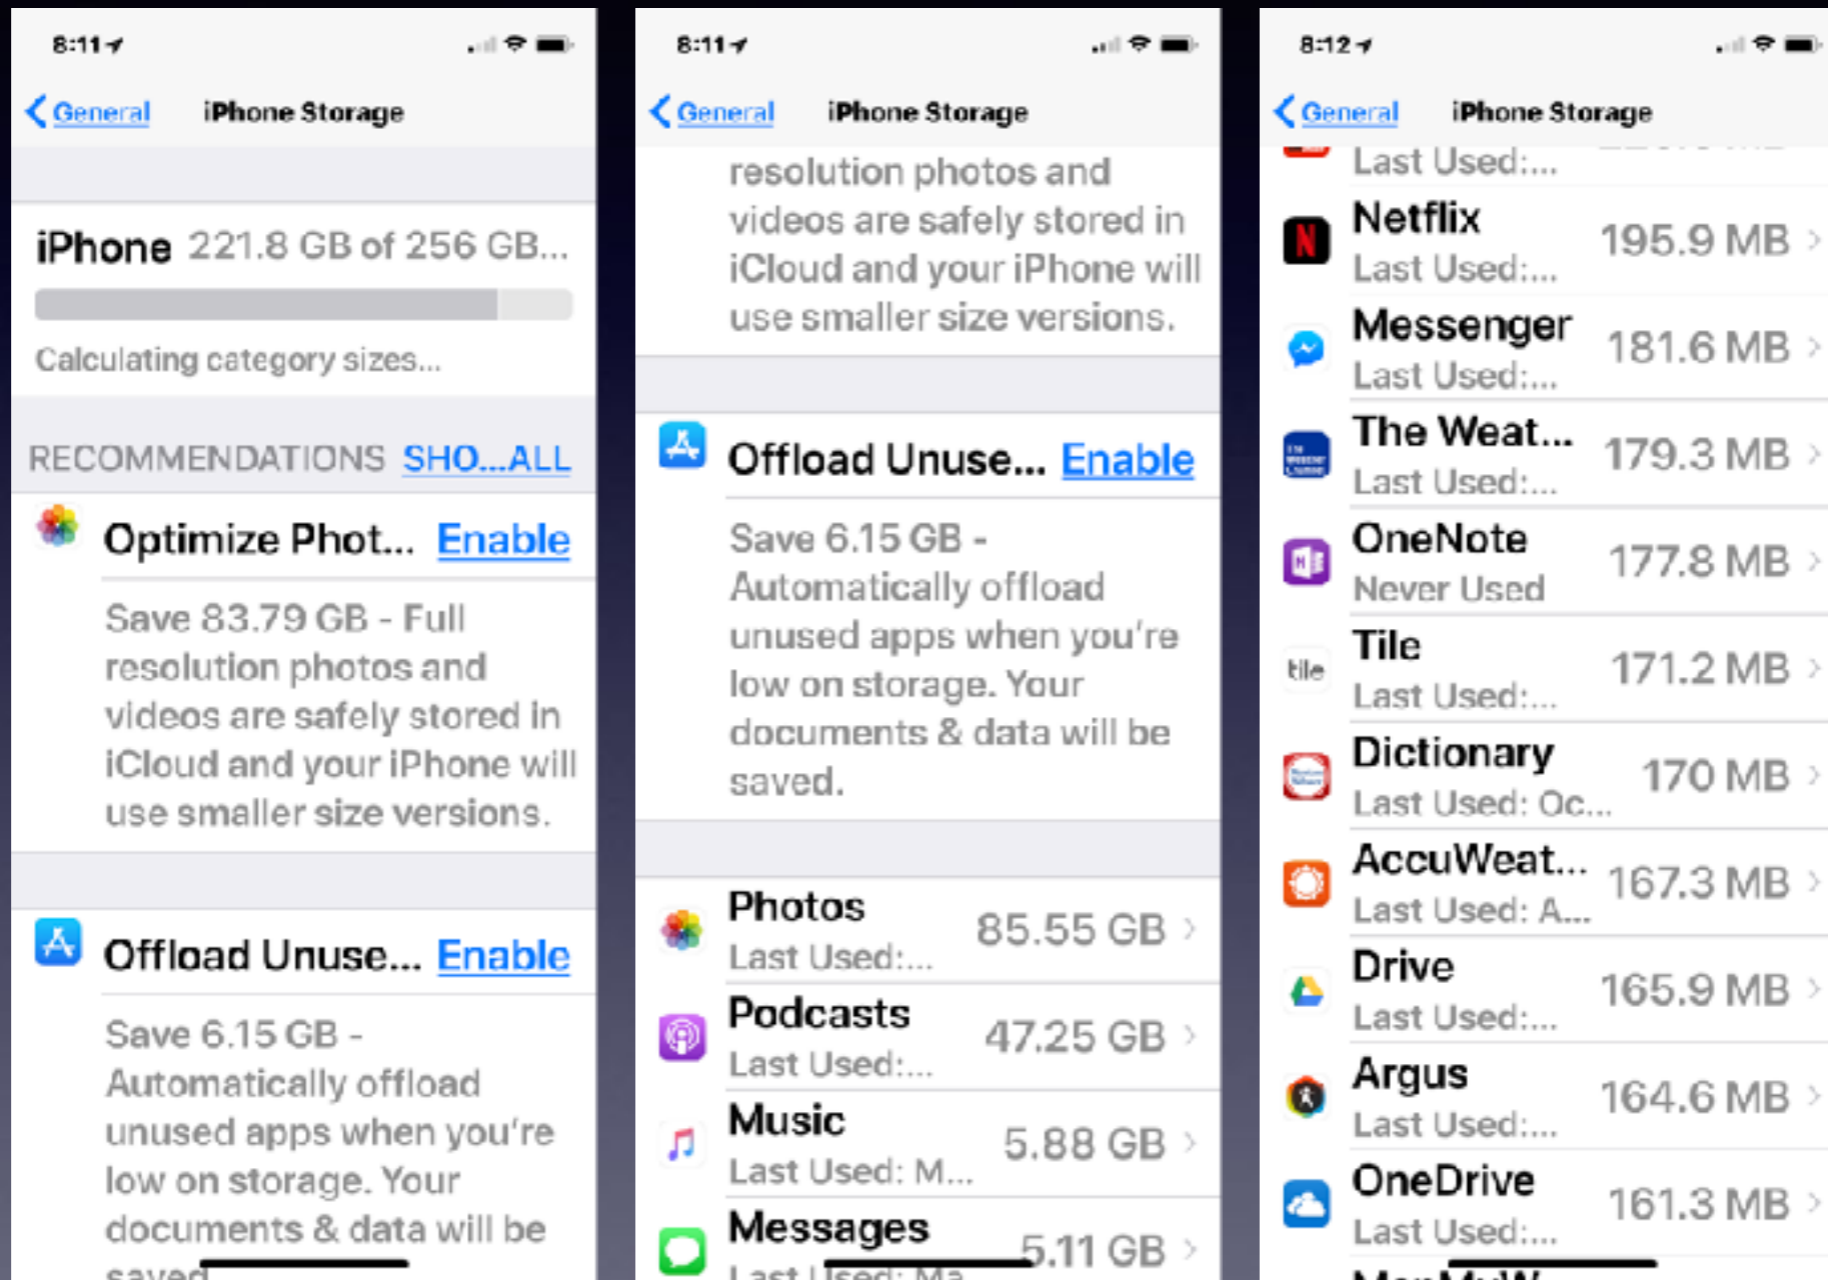 8:11
General
iPhone Storage
iPhone 221.8 GB of 256 GB...
Calculating category sizes...
RECOMMENDATIONS SHO...ALL
Optimize Phot... Enable
Save 83.79 GB - Full
resolution photos and
videos are safely stored in
iCloud and your iPhone will
use smaller size versions.
Offload Unuse... Enable
Save 6.15 GB -
Automatically offload
unused apps when you're
low on storage. Your
documents & data will be
saved
8:11
General
iPhone Storage
resolution photos and
videos are safely stored in
iCloud and your iPhone will
use smaller size versions.
Offload Unuse... Enable
Save 6.15 GB -
Automatically offload
unused apps when you're
low on storage. Your
documents & data will be
saved.
Photos
85.55 GB
Last Used:...
Podcasts
47.25 GB
Last Used:...
Music
5.88 GB
Last Used: M...
Messages
5.11 GB
Last Used: Ma
8:12
General
iPhone Storage
Last Used:...
Netflix
195.9 MB
Last Used:...
Messenger
181.6 MB
Last Used:...
The Weat...
179.3 MB
Last Used:...
OneNote
177.8 MB
Never Used
tile
Tile
171.2 MB
Last Used:...
Dictionary
170 MB
Last Used: Oc...
AccuWeat...
167.3 MB
Last Used: A...
Drive
165.9 MB
Last Used:...
Argus
164.6 MB
Last Used:...
OneDrive
161.3 MB
Last Used:...